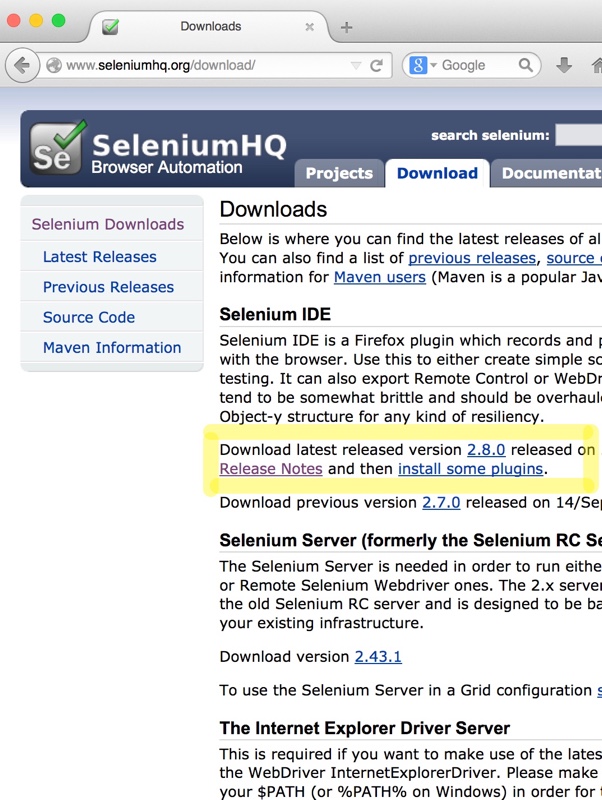 Downloads
www.seleniumhq.org/download/
Google
Se
SeleniumHQ
Browser Automation
search selenium:
Projects
Download
Documentat
Selenium Downloads
Latest Releases
Previous Releases
Source Code
Maven Information
Downloads
Below is where you can find the latest releases of al
You can also find a list of previous releases, source
information for Maven users (Maven is a popular Jav
Selenium IDE
Selenium IDE is a Firefox plugin which records and p
with the browser. Use this to either create simple sc
testing. It can also export Remote Control or WebDr
tend to be somewhat brittle and should be overhaule
Object-y structure for any kind of resiliency.
Download latest released version 2.8.0 released on
Release Notes and then install some plugins.
Download previous version 2.7.0 released on 14/Sep
Selenium Server (formerly the Selenium RC Se
The Selenium Server is needed in order to run eithe
or Remote Selenium Webdriver ones. The 2.x server
the old Selenium RC server and is designed to be ba
your existing infrastructure.
Download version 2.43.1
To use the Selenium Server in a Grid configuration s
The Internet Explorer Driver Server
This is required if you want to make use of the lates
the WebDriver InternetExplorerDriver. Please make
your $PATH (or %PATH% on Windows) in order for t